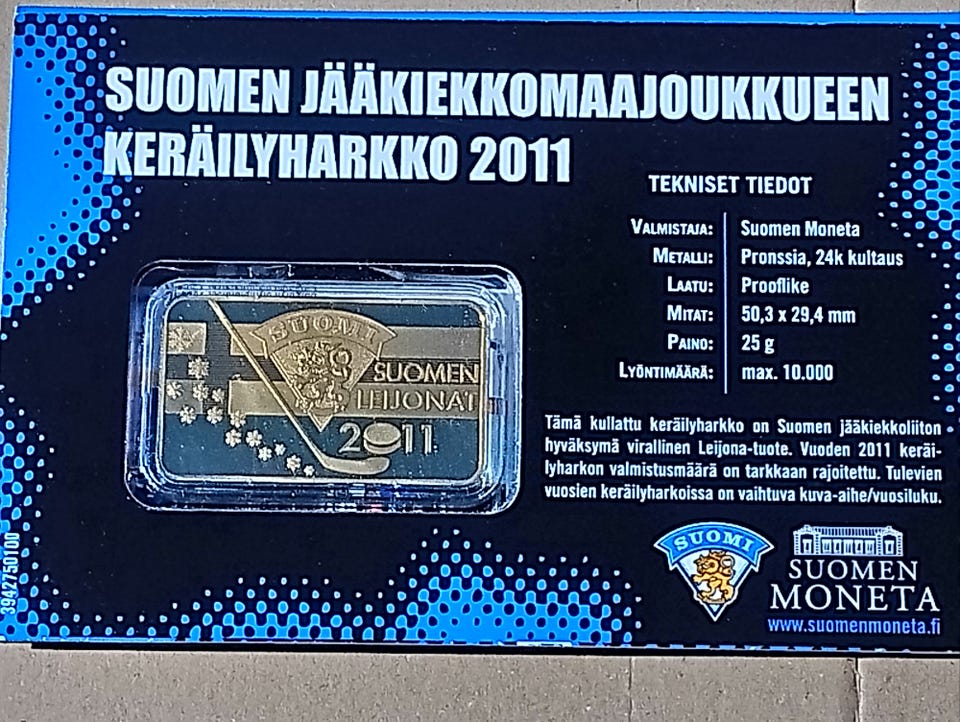 SUOMEN JÄÄKIEKKOMAAJOUKKUEEN
KERÄILYHARKKO 2011
TEKNISET TIEDOT
VALMISTAJA: Suomen Moneta
METALLI: Pronssia, 24k kultaus
LAATU: Prooflike
MITAT: 50,3 x 29,4 mm
PAINO: 25 g
LYÖNTIMÄÄRÄ: max. 10.000
SUOMI
SUOMEN
LEIJONAT
2011
Tämä kullattu keräilyharkko on Suomen jääkiekkoliiton
hyväksymä virallinen Leijona-tuote. Vuoden 2011 keräi-
lyharkon valmistusmäärä on tarkkaan rajoitettu. Tulevien
vuosien keräilyharkoissa on vaihtuva kuva-aihe/vuosiluku.
SUOMI
SUOMEN
MONETA
www.suomenmoneta.fi
3942750100